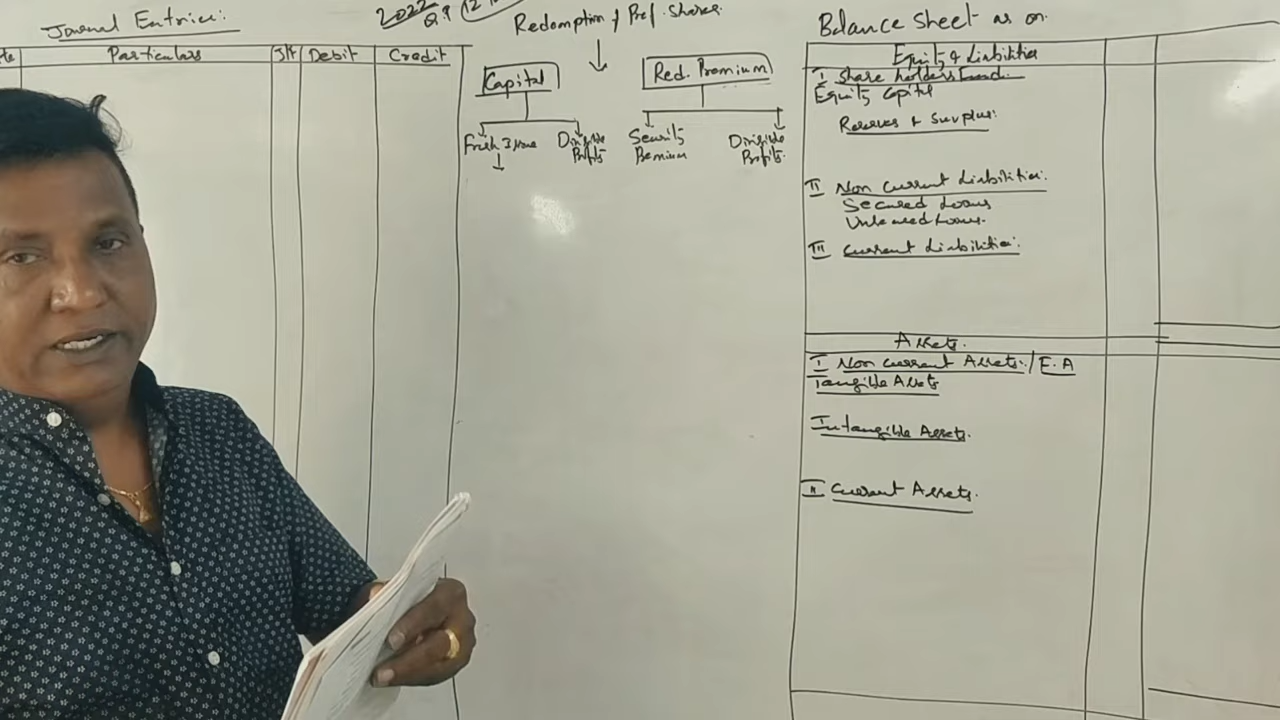 Journal Entries:
Particulars J/f Debit Credit
2022
Q.P
Redemption of Pref. Shares
Capital
Red. Premium
Fresh Issue
Divisible Profits
Security Premium
Divisible Profits.
Balance Sheet as on.
Equity & Liabilities
I Share holders Fund.
Equity Capital
Reserves & Surplus:
II Non current Liabilities:
Secured Loans
Unsecured Loans.
III Current Liabilities:
Assets.
I Non current Assets: / F.A
Tangible Assets
Intangible Assets.
II Current Assets.